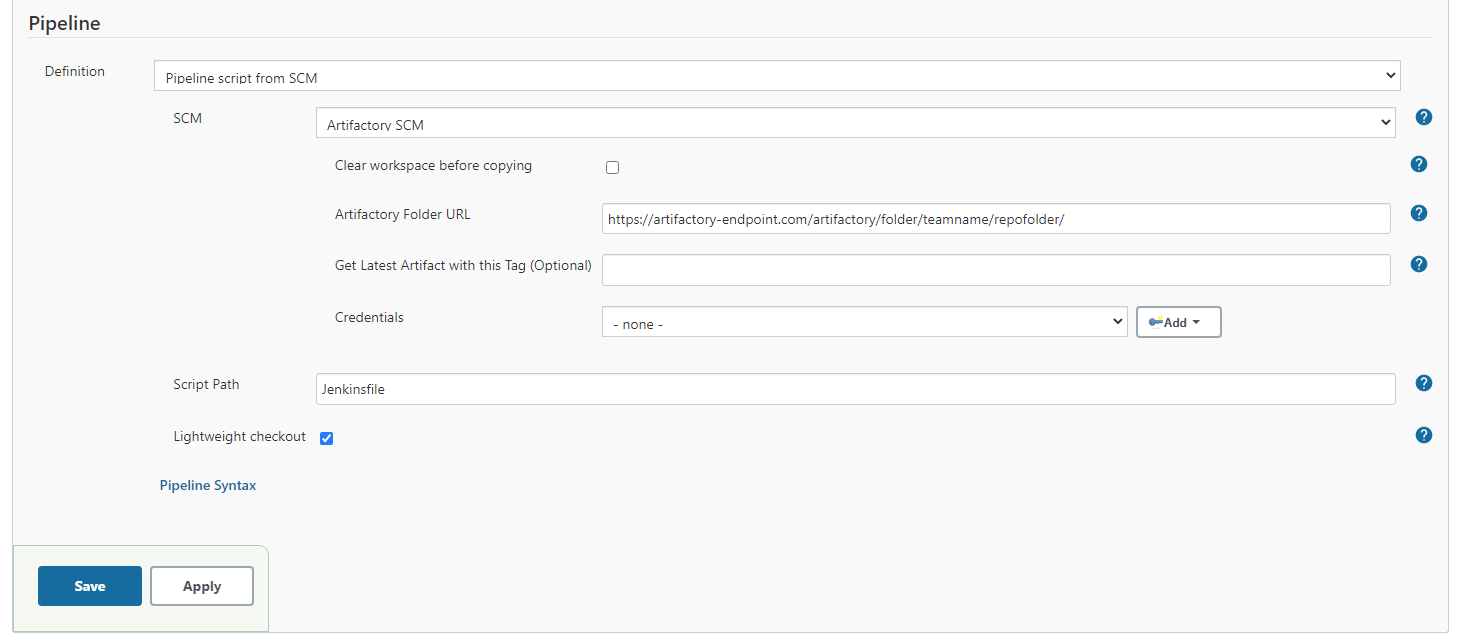 Pipeline
Definition
Pipeline script from SCM
SCM
Artifactory SCM
?
Clear workspace before copying
?
Artifactory Folder URL
https://artifactory-endpoint.com/artifactory/folder/teamname/repofolder/
?
Get Latest Artifact with this Tag (Optional)
?
Credentials
- none -
Add
Script Path
Jenkinsfile
?
Lightweight checkout
?
Pipeline Syntax
Save
Apply